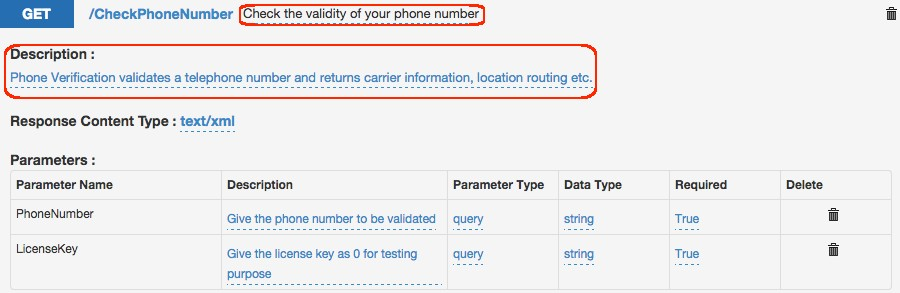 GET /CheckPhoneNumber Check the validity of your phone number
Description :
Phone Verification validates a telephone number and returns carrier information, location routing etc.
Response Content Type : text/xml
Parameters :
Parameter Name Description Parameter Type Data Type Required Delete
PhoneNumber Give the phone number to be validated query string True
LicenseKey Give the license key as 0 for testing query string True
purpose